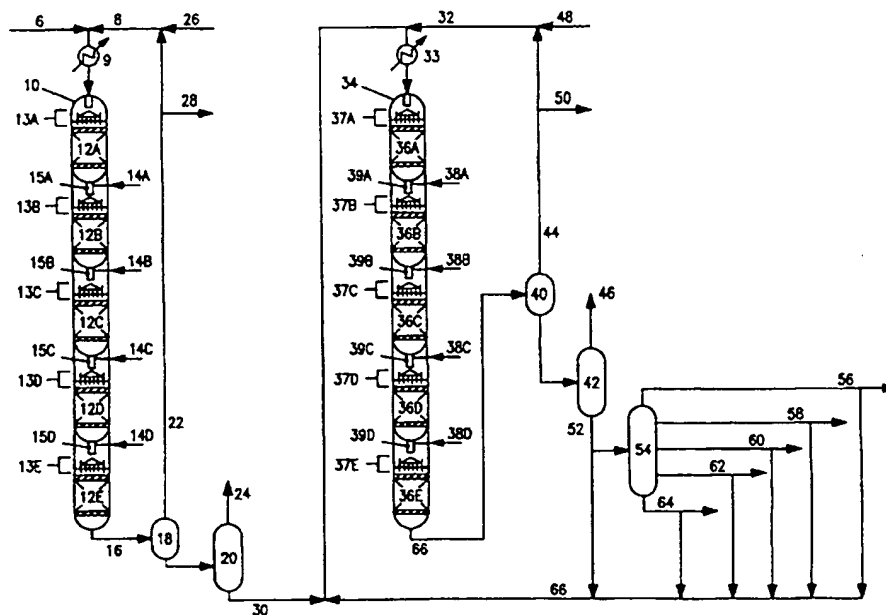 6 8 26 32 48
9 33
10 34
28 50
13A 12A 37A 36A
15A 14A 39A 38A
13B 12B 37B 36B
44
15B 14B 39B 38B
13C 12C 37C 36C 40 46
15C 14C 39C 38C
42
13D 12D 22 37D 36D 56
52 58
15D 14D 39D 38D 54 60
13E 37E 62
12E 24 36E 64
16 18 66
20
30 66